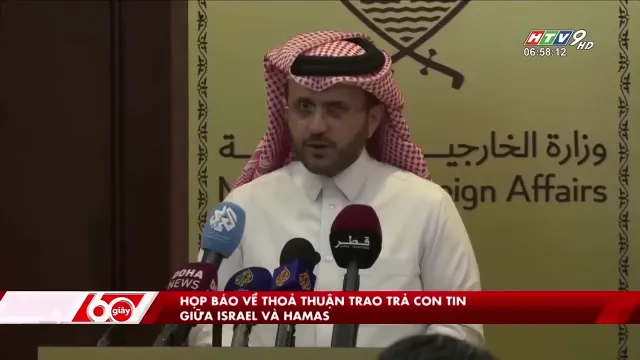 HTV9 HD
06:58:12
وزارة الخارجي
Foreign Affairs
قطر
DOHA
NEWS
60 giây
HỌP BÁO VỀ THOẢ THUẬN TRAO TRẢ CON TIN
GIỮA ISRAEL VÀ HAMAS